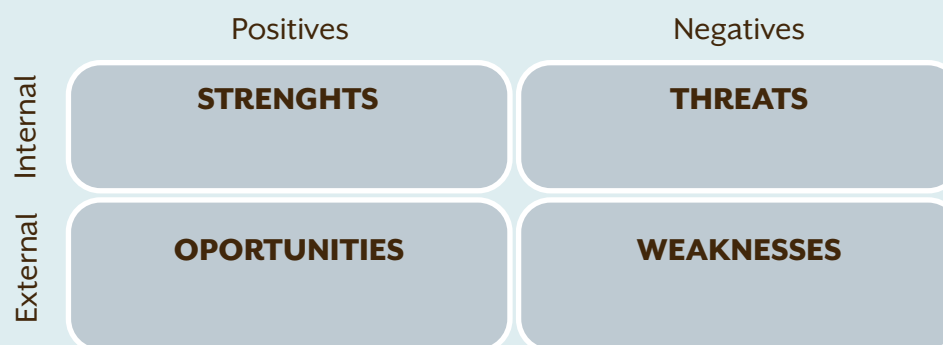 Positives Negatives
Internal
STRENGHTS THREATS
External
OPORTUNITIES WEAKNESSES